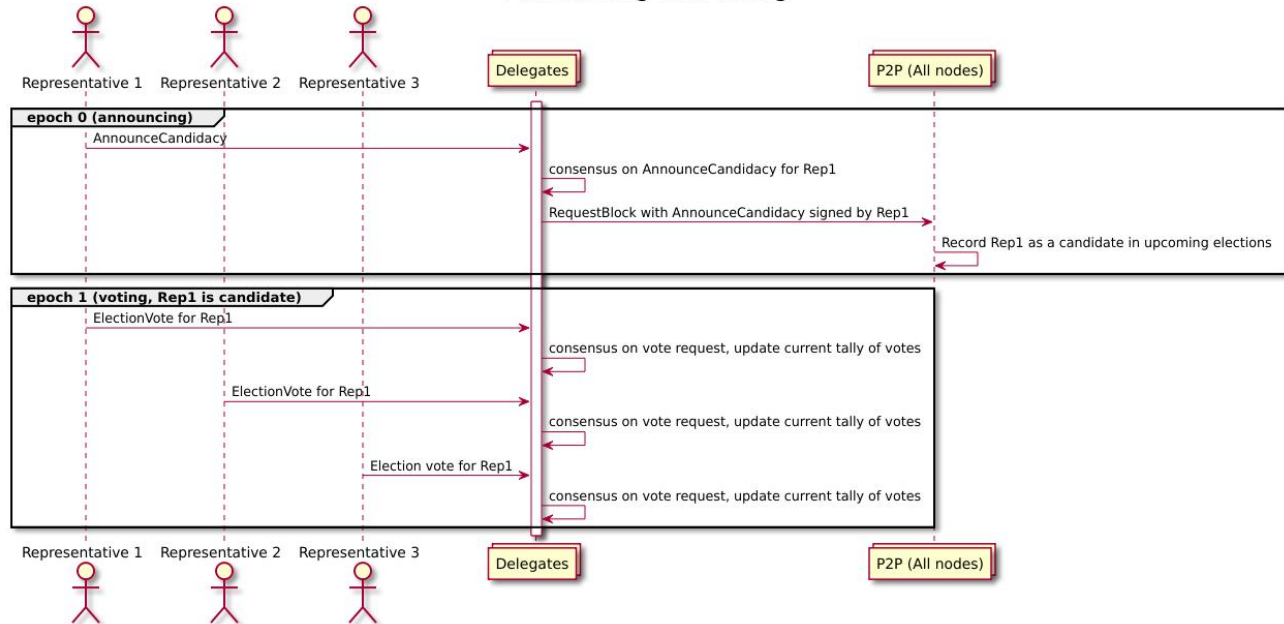 Representative 1 Representative 2 Representative 3 Delegates P2P (All nodes)
epoch 0 (announcing)
AnnounceCandidacy
consensus on AnnounceCandidacy for Rep1
RequestBlock with AnnounceCandidacy signed by Rep1
Record Rep1 as a candidate in upcoming elections
epoch 1 (voting, Rep1 is candidate)
ElectionVote for Rep1
consensus on vote request, update current tally of votes
ElectionVote for Rep1
consensus on vote request, update current tally of votes
Election vote for Rep1
consensus on vote request, update current tally of votes
Representative 1 Representative 2 Representative 3 Delegates P2P (All nodes)